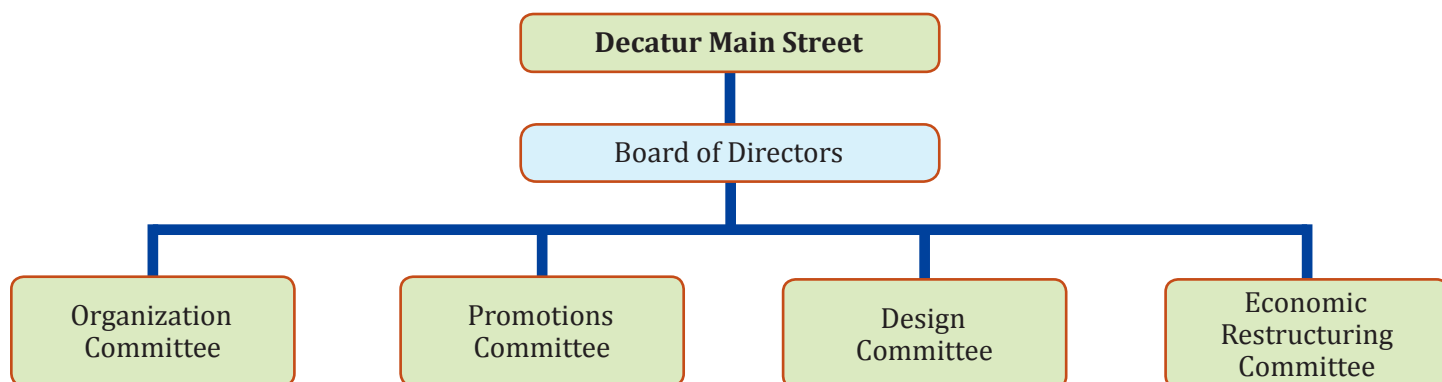 Decatur Main Street
Board of Directors
Organization
Committee
Promotions
Committee
Design
Committee
Economic
Restructuring
Committee